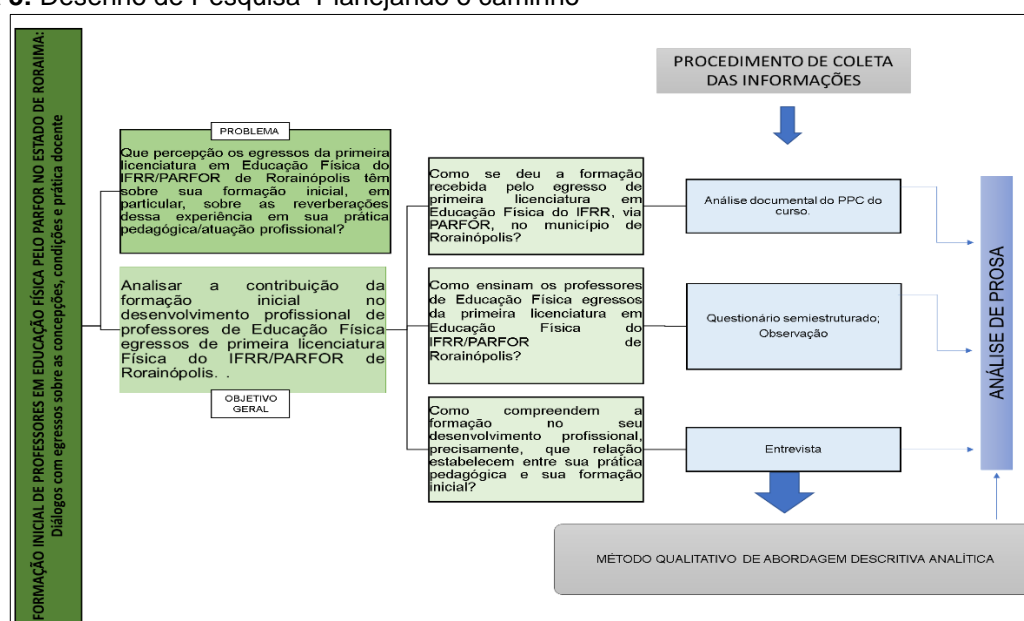 3. Desenho de Pesquisa- Planejando o caminho
FORMAÇÃO INICIAL DE PROFESSORES EM EDUCAÇÃO FÍSICA PELO PARFOR NO ESTADO DE RORAIMA:
Diálogos com egressos sobre as concepções, condições e prática docente
PROBLEMA
Que percepção os egressos da primeira
licenciatura em Educação Física do
IFRR/PARFOR de Rorainópolis têm
sobre sua formação inicial, em
particular, sobre as reverberações
dessa experiência em sua prática
pedagógica/atuação profissional?
Analisar a contribuição da
formação inicial no
desenvolvimento profissional de
professores de Educação Física
egressos de primeira licenciatura
Física do IFRR/PARFOR de
Rorainópolis. .
OBJETIVO
GERAL
Como se deu a formação
recebida pelo egresso de
primeira licenciatura em
Educação Física do IFRR, via
PARFOR, no município de
Rorainópolis?
Como ensinam os professores
de Educação Física egressos
da primeira licenciatura em
Educação Física do
IFRR/PARFOR de
Rorainópolis?
Como compreendem a
formação no seu
desenvolvimento profissional,
precisamente, que relação
estabelecem entre sua prática
pedagógica e sua formação
inicial?
PROCEDIMENTO DE COLETA
DAS INFORMAÇÕES
Análise documental do PPC do
curso.
Questionário semiestruturado;
Observação
Entrevista
MÉTODO QUALITATIVO DE ABORDAGEM DESCRITIVA ANALÍTICA
ANÁLISE DE PROSA